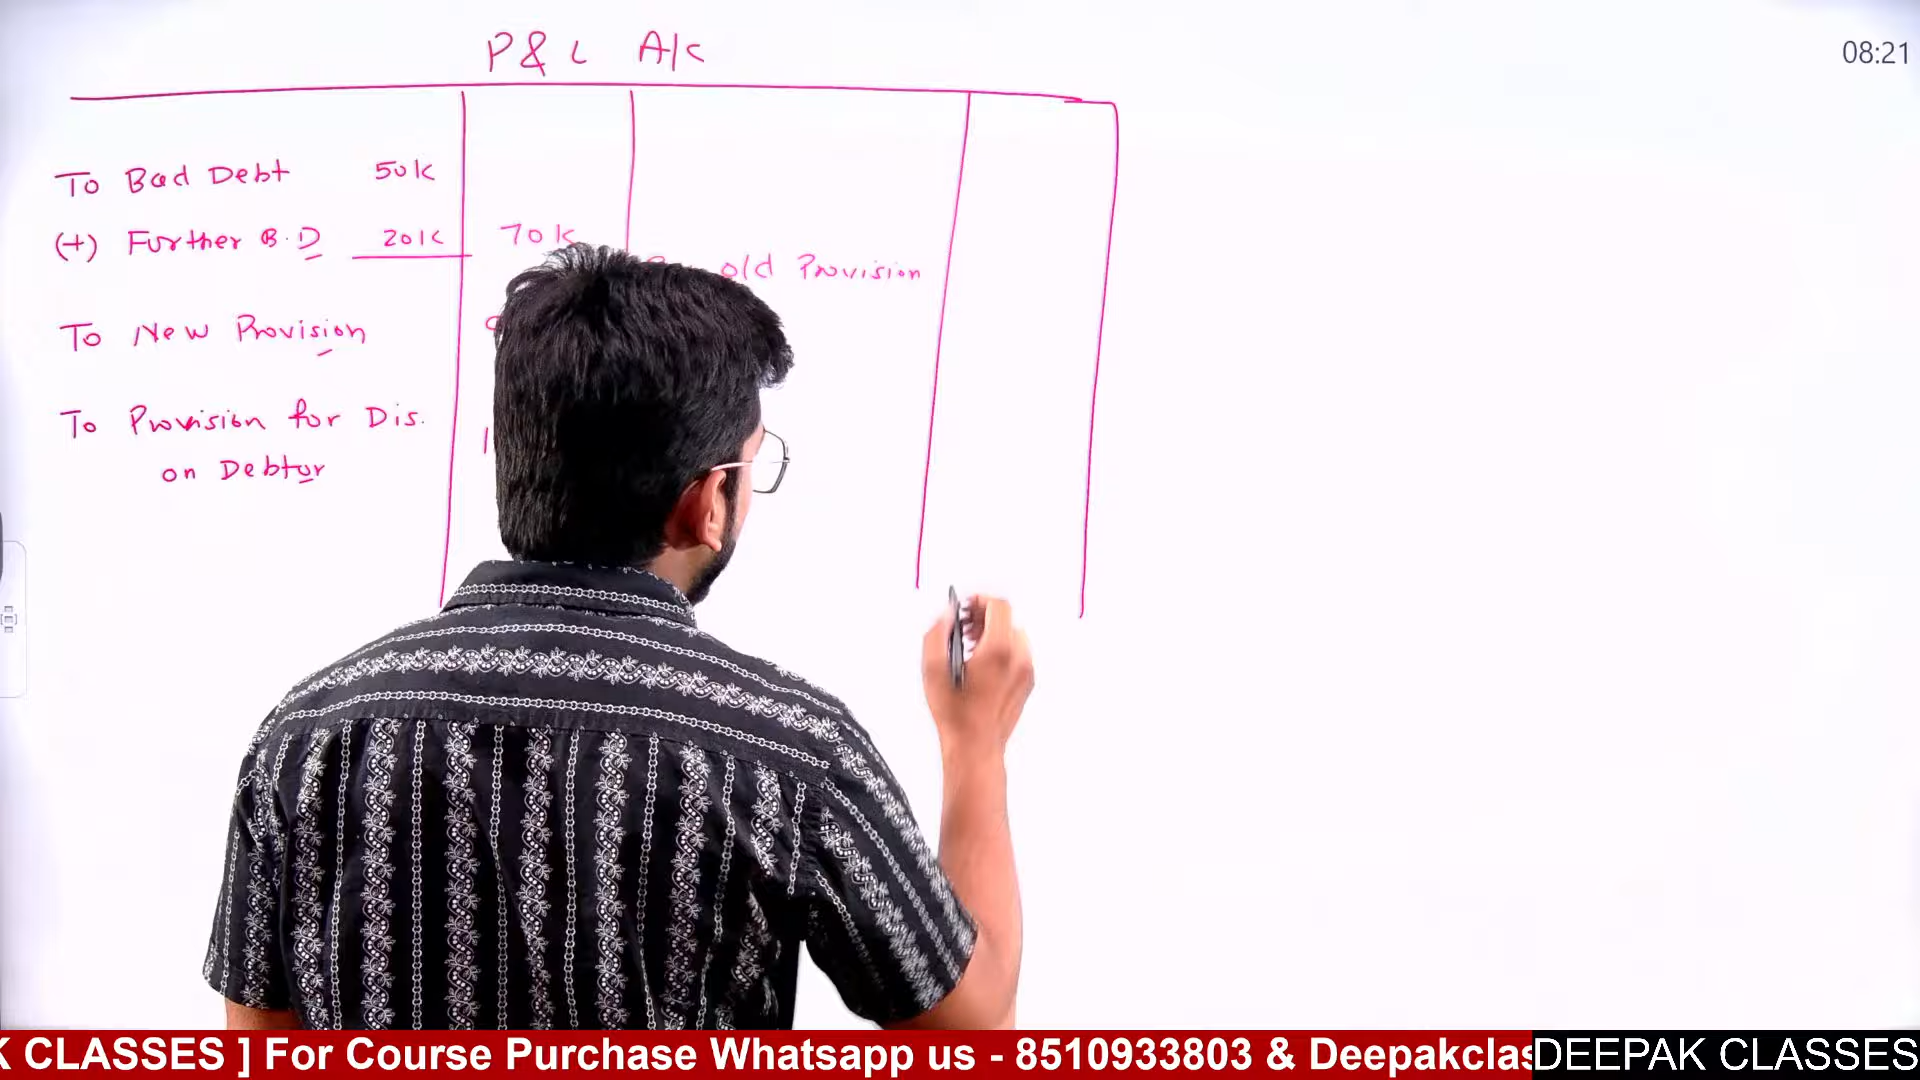 P & L A/c
08:21
To Bad Debt 50K
(+) Further B.D 20K 70K
old Provision
To New Provision
To Provision for Dis.
on Debtor
K CLASSES ] For Course Purchase Whatsapp us - 8510933803 & Deepakclas
DEEPAK CLASSES